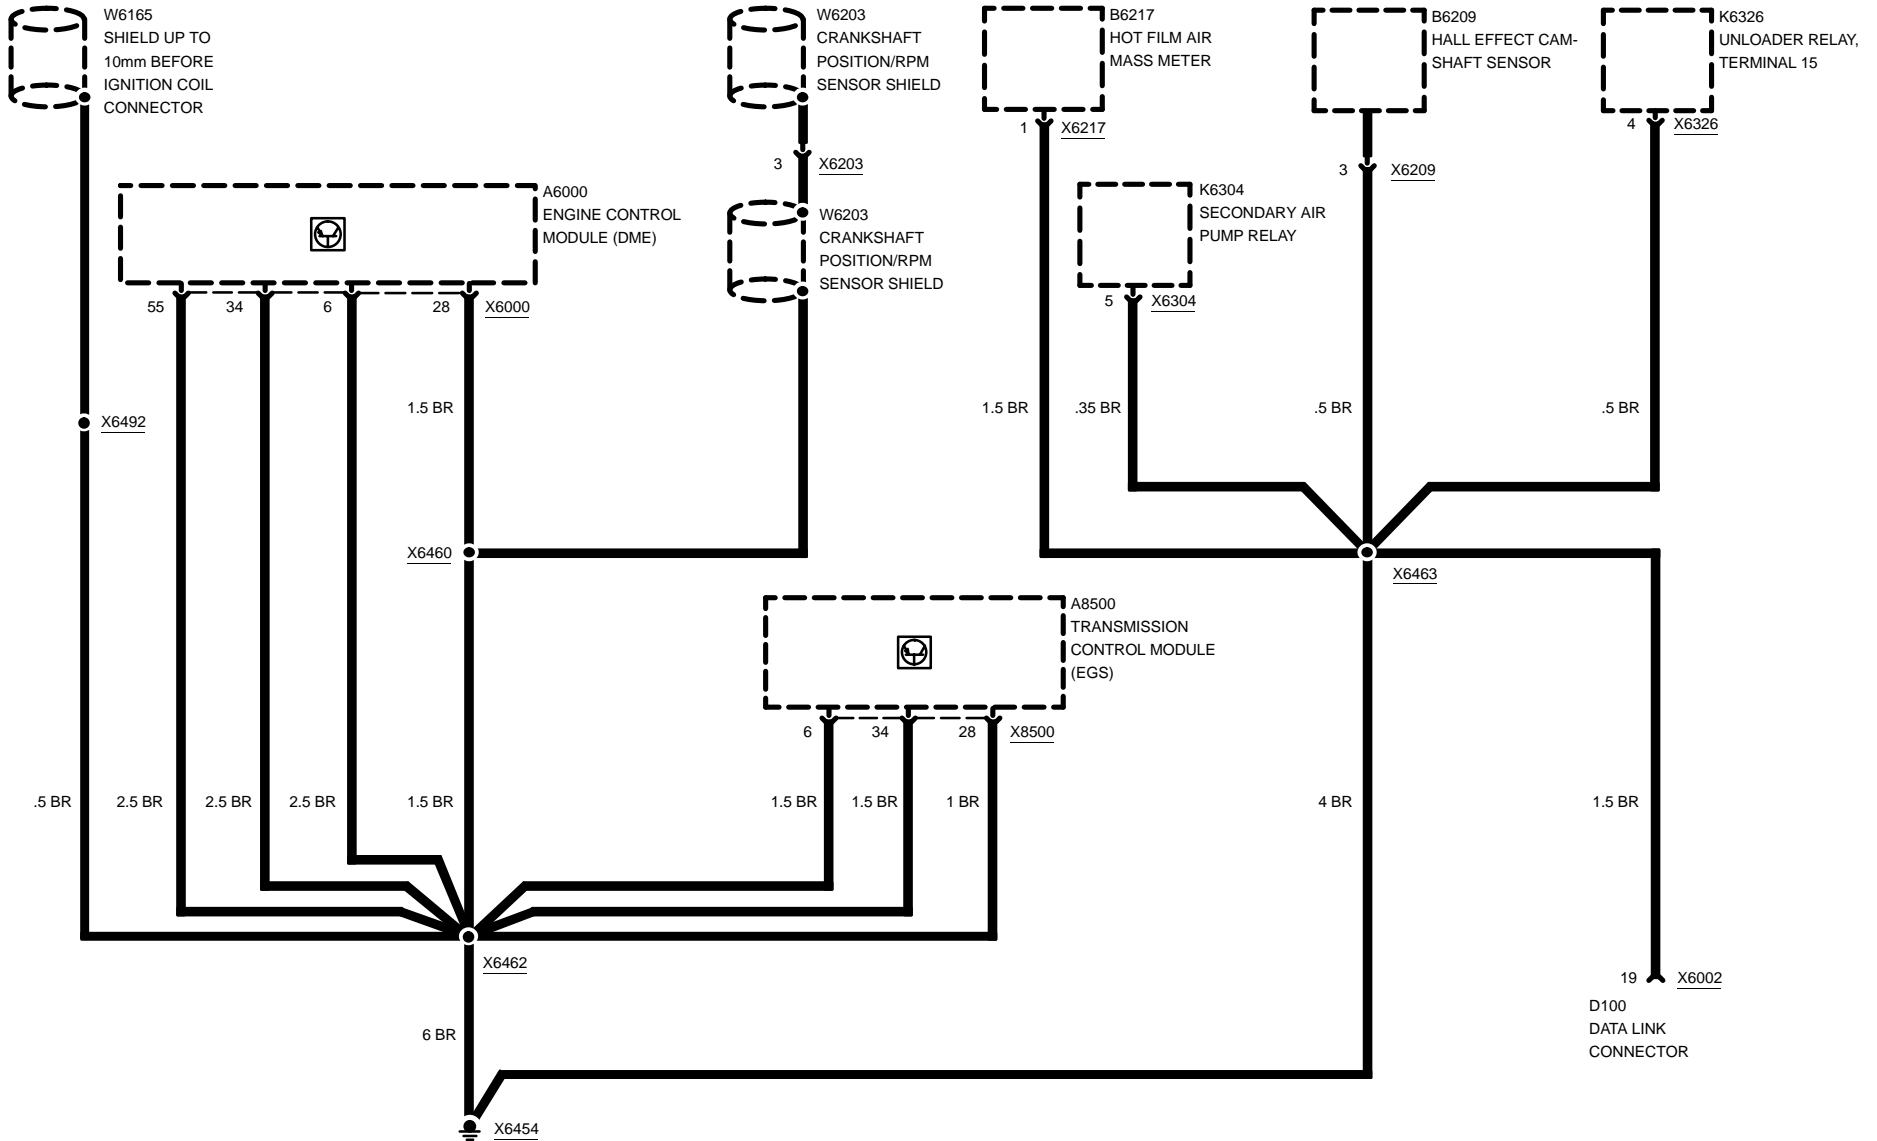 W6165
SHIELD UP TO
10mm BEFORE
IGNITION COIL
CONNECTOR
W6203
CRANKSHAFT
POSITION/RPM
SENSOR SHIELD
B6217
HOT FILM AIR
MASS METER
B6209
HALL EFFECT CAM-
SHAFT SENSOR
K6326
UNLOADER RELAY,
TERMINAL 15
1 X6217
4 X6326
3 X6203
3 X6209
A6000
ENGINE CONTROL
MODULE (DME)
W6203
CRANKSHAFT
POSITION/RPM
SENSOR SHIELD
K6304
SECONDARY AIR
PUMP RELAY
55 34 6 28 X6000
5 X6304
1.5 BR 1.5 BR .35 BR .5 BR .5 BR
X6492
X6460
X6463
A8500
TRANSMISSION
CONTROL MODULE
(EGS)
6 34 28 X8500
.5 BR 2.5 BR 2.5 BR 2.5 BR 1.5 BR 1.5 BR 1.5 BR 1 BR 4 BR 1.5 BR
X6462
19 X6002
D100
DATA LINK
CONNECTOR
6 BR
X6454